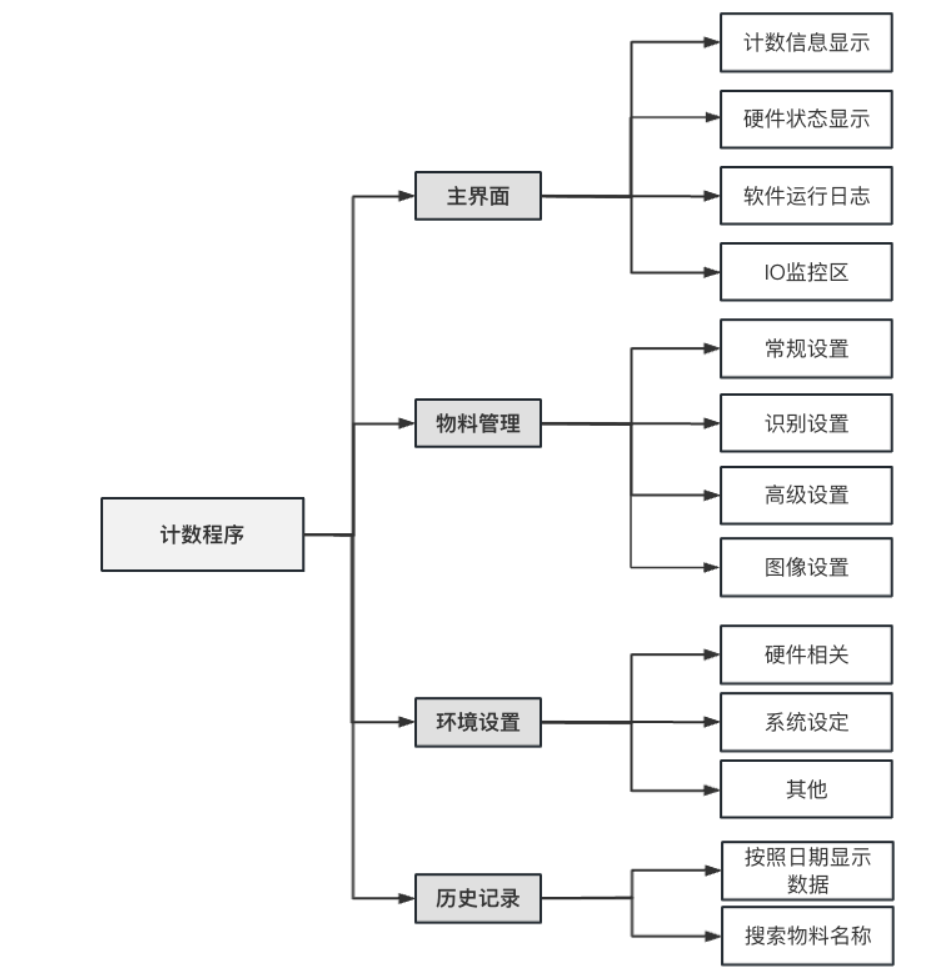 计数程序
主界面
计数信息显示
硬件状态显示
软件运行日志
IO监控区
物料管理
常规设置
识别设置
高级设置
图像设置
环境设置
硬件相关
系统设定
其他
历史记录
按照日期显示
数据
搜索物料名称